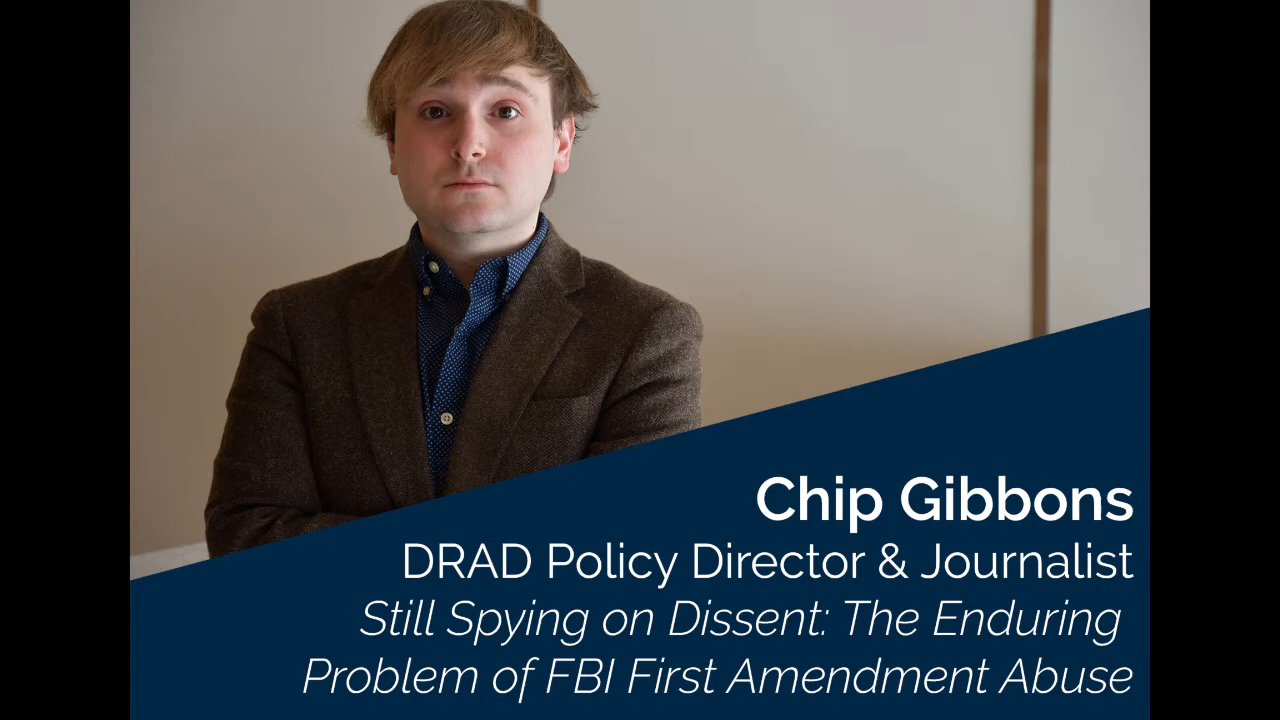 Chip Gibbons
DRAD Policy Director & Journalist
Still Spying on Dissent: The Enduring
Problem of FBI First Amendment Abuse